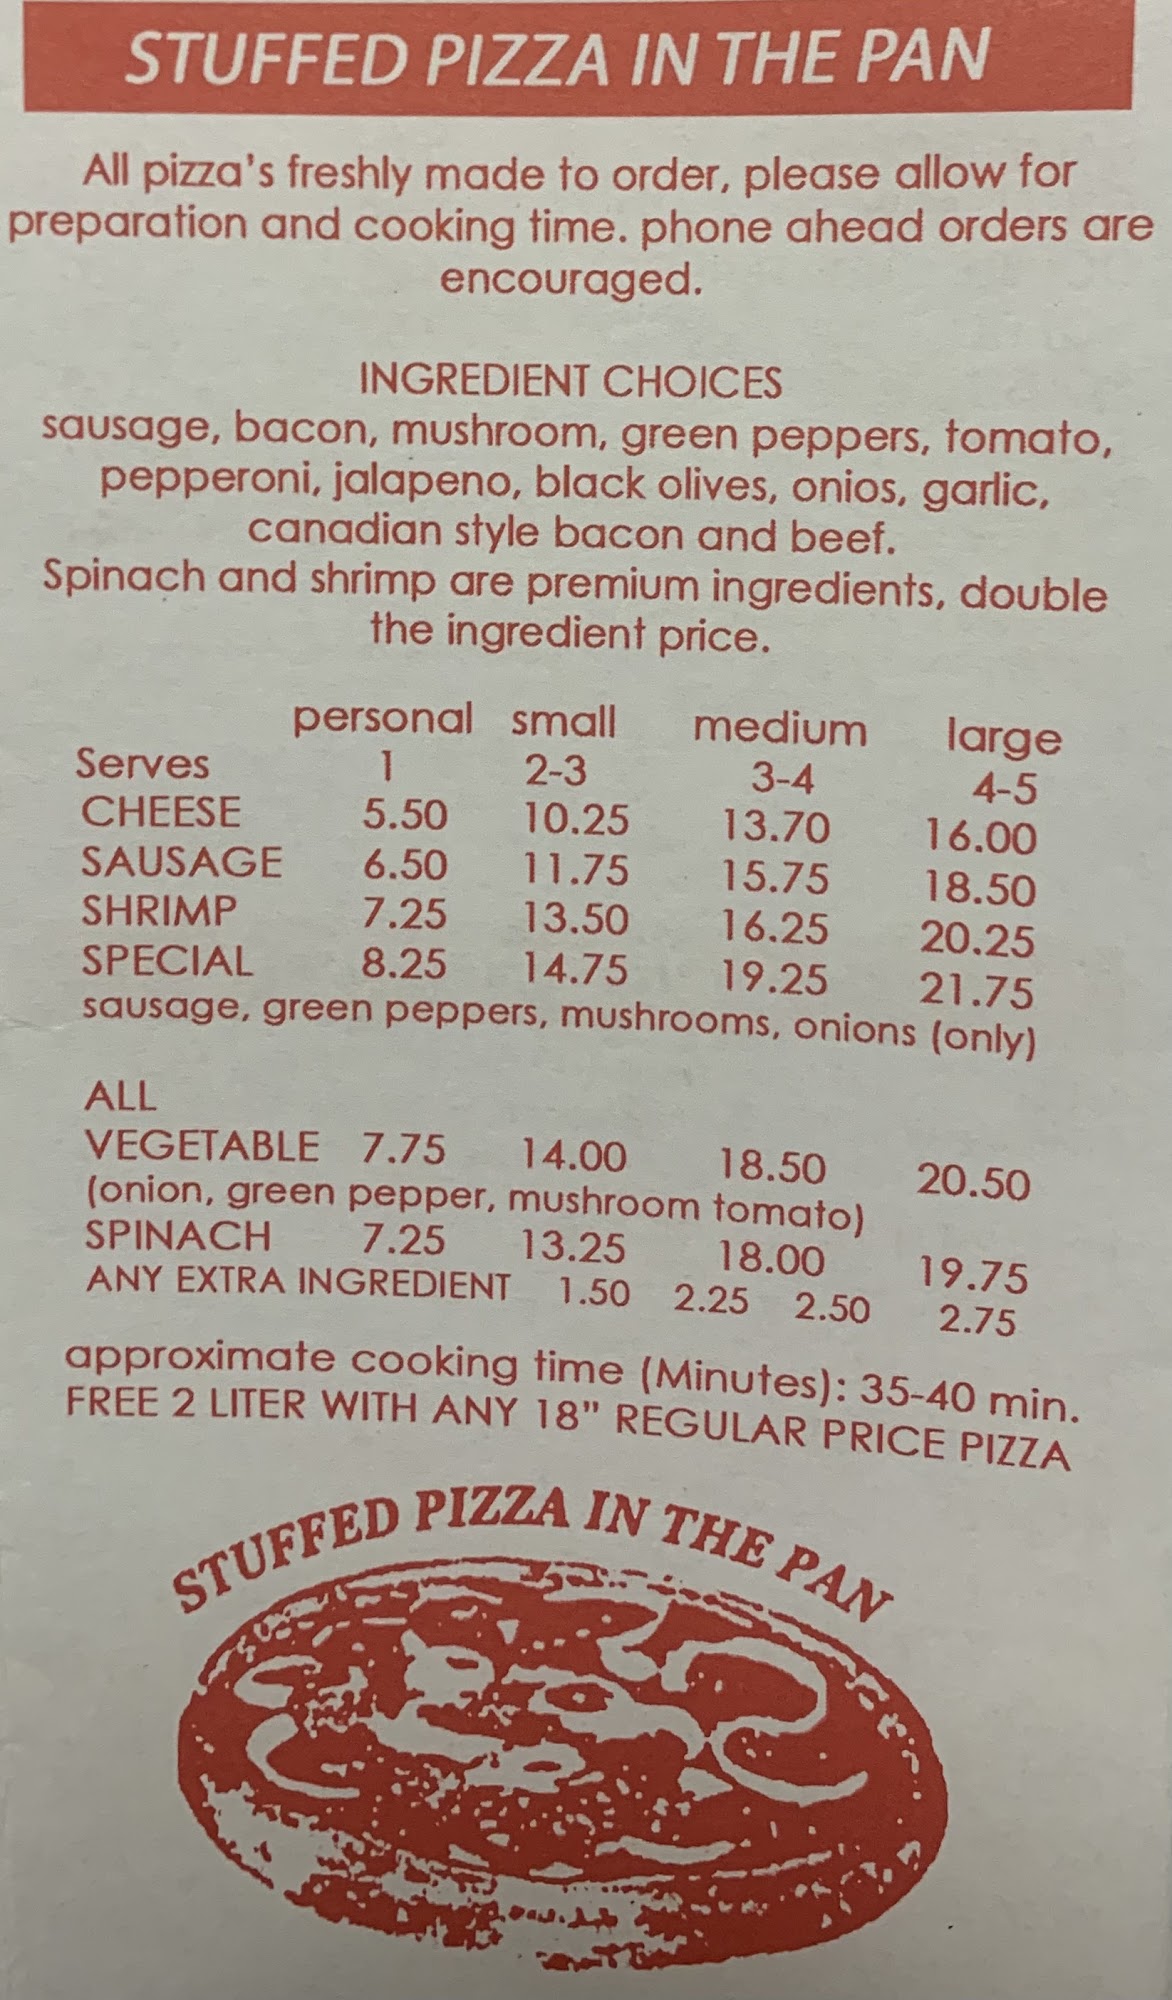 STUFFED PIZZA IN THE PAN
All pizza's freshly made to order, please allow for
preparation and cooking time. phone ahead orders are
encouraged.
INGREDIENT CHOICES
sausage, bacon, mushroom, green peppers, tomato,
pepperoni, jalapeno, black olives, onios, garlic,
canadian style bacon and beef.
Spinach and shrimp are premium ingredients, double
the ingredient price.
personal small medium large
Serves 1 2-3 3-4 4-5
CHEESE 5.50 10.25 13.70 16.00
SAUSAGE 6.50 11.75 15.75 18.50
SHRIMP 7.25 13.50 16.25 20.25
SPECIAL 8.25 14.75 19.25 21.75
sausage, green peppers, mushrooms, onions (only)
ALL
VEGETABLE 7.75 14.00 18.50 20.50
(onion, green pepper, mushroom tomato)
SPINACH 7.25 13.25 18.00 19.75
ANY EXTRA INGREDIENT 1.50 2.25 2.50 2.75
approximate cooking time (Minutes): 35-40 min.
FREE 2 LITER WITH ANY 18" REGULAR PRICE PIZZA
STUFFED PIZZA IN THE PAN